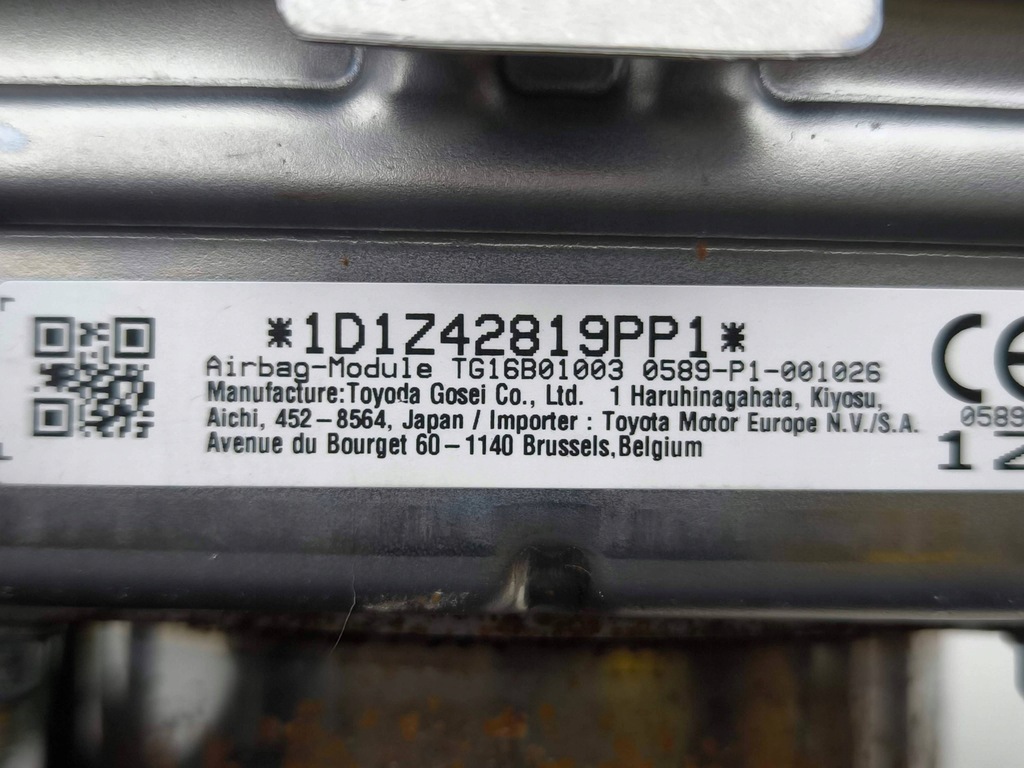 *1D1Z42819PP1*
Airbag-Module TG16B01003 0589-P1-001026
Manufacture:Toyoda Gosei Co., Ltd. 1 Haruhinagahata, Kiyosu,
Aichi, 452-8564, Japan / Importer : Toyota Motor Europe N.V./S.A.
Avenue du Bourget 60-1140 Brussels,Belgium
CE
0589
1Z